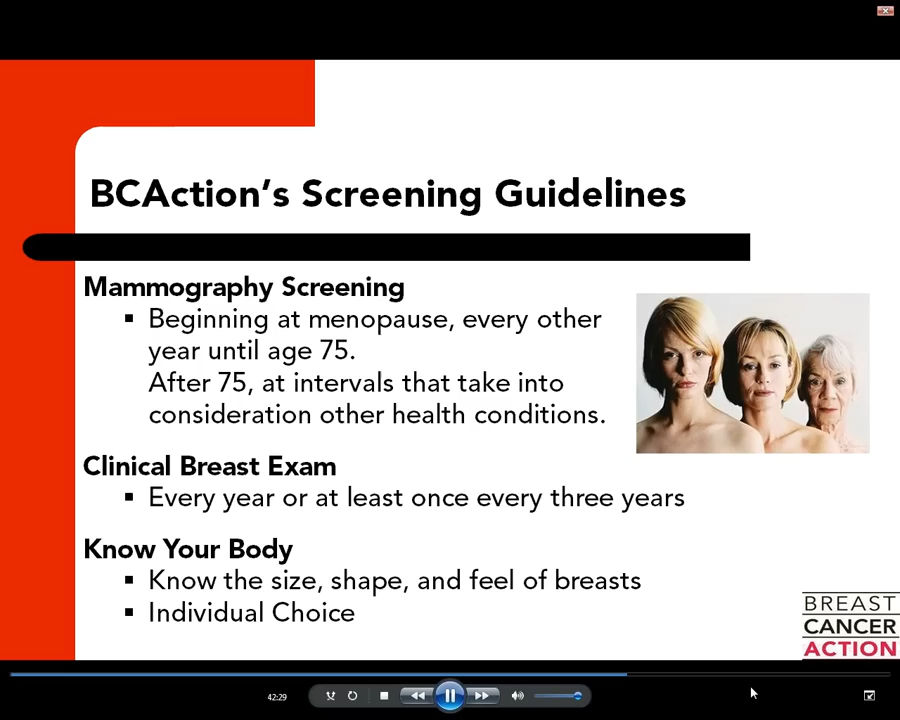 BCAction's Screening Guidelines
Mammography Screening
▪ Beginning at menopause, every other
year until age 75.
After 75, at intervals that take into
consideration other health conditions.
Clinical Breast Exam
▪ Every year or at least once every three years
Know Your Body
▪ Know the size, shape, and feel of breasts
▪ Individual Choice
BREAST
CANCER
ACTION
42:29